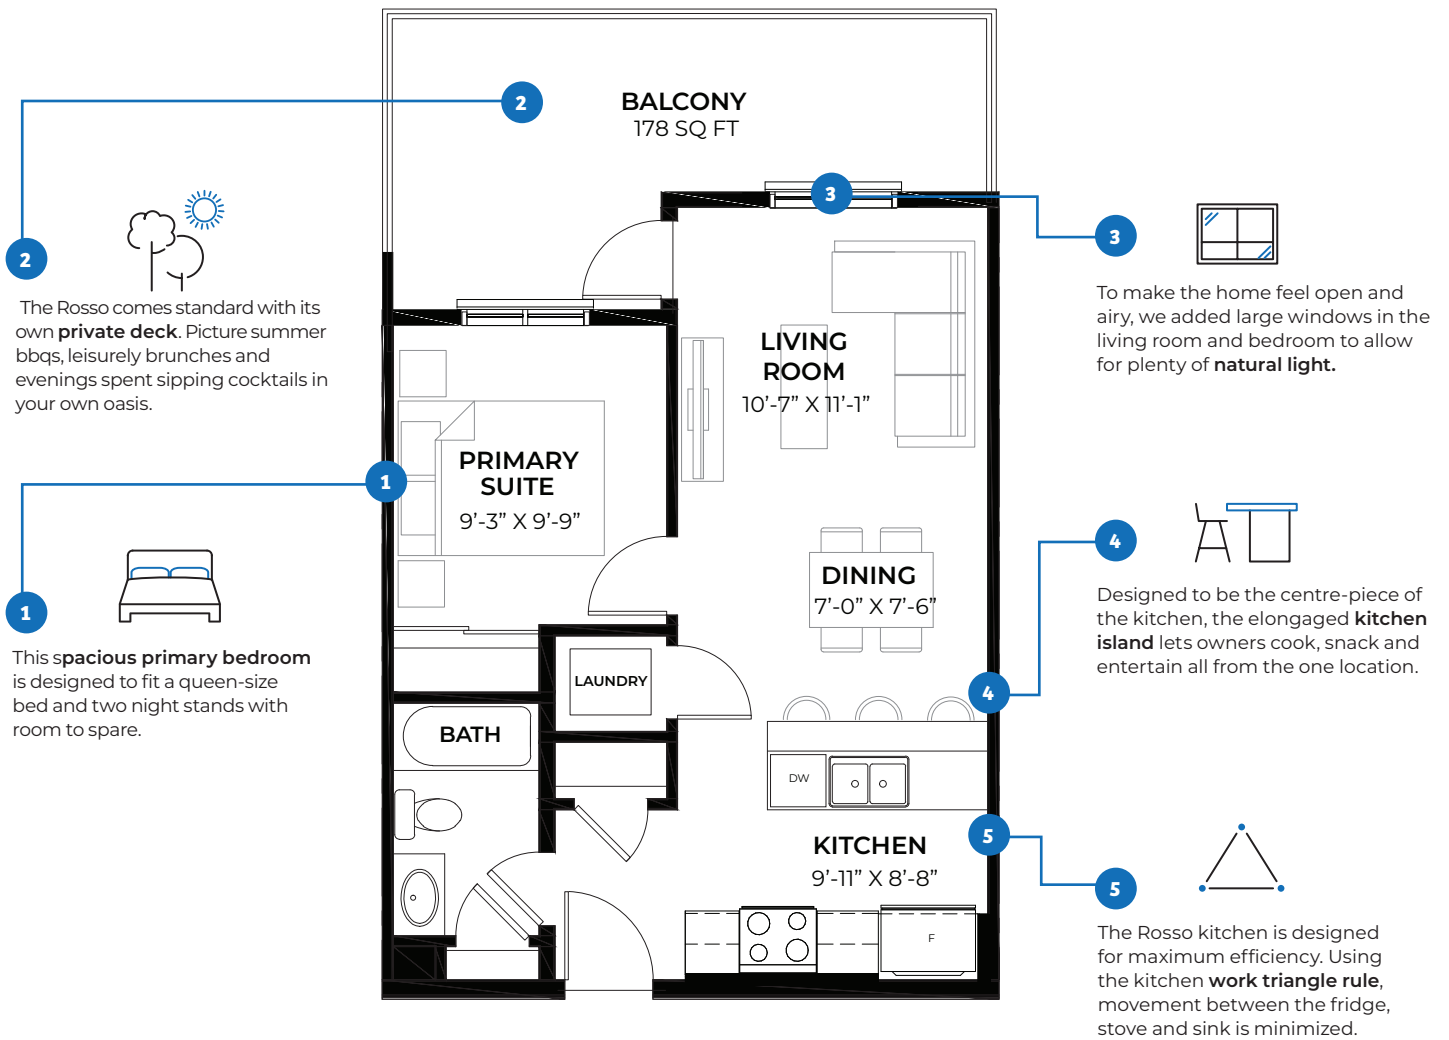 BALCONY
178 SQ FT
2
2
The Rosso comes standard with its
own private deck. Picture summer
bbqs, leisurely brunches and
evenings spent sipping cocktails in
your own oasis.
1
1
This spacious primary bedroom
is designed to fit a queen-size
bed and two night stands with
room to spare.
PRIMARY
SUITE
9’-3” X 9’-9”
LIVING
ROOM
10’-7” X 11’-1”
DINING
7’-0” X 7’-6”
LAUNDRY
BATH
DW
KITCHEN
9’-11” X 8’-8”
F
3
3
To make the home feel open and
airy, we added large windows in the
living room and bedroom to allow
for plenty of natural light.
4
4
Designed to be the centre-piece of
the kitchen, the elongaged kitchen
island lets owners cook, snack and
entertain all from the one location.
5
5
The Rosso kitchen is designed
for maximum efficiency. Using
the kitchen work triangle rule,
movement between the fridge,
stove and sink is minimized.